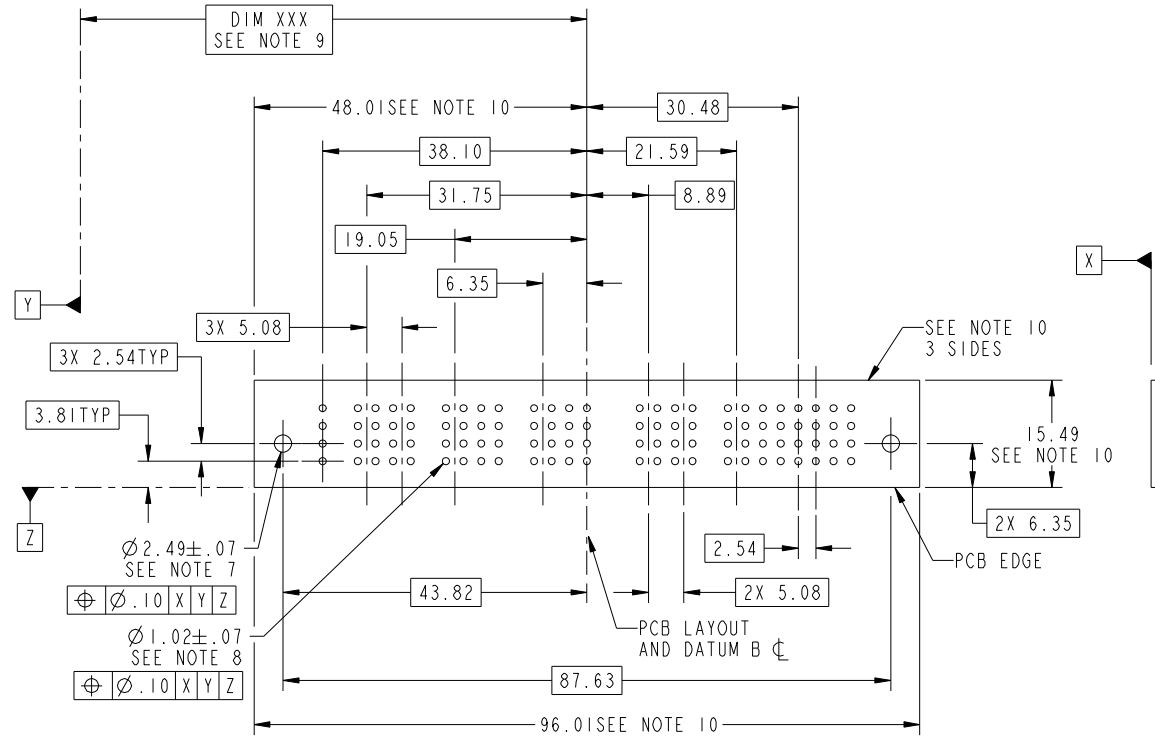 DIM XXX
SEE NOTE 9
48.01SEE NOTE 10
30.48
38.10
21.59
31.75
8.89
19.05
6.35
X
Y
3X 5.08
SEE NOTE 10
3 SIDES
3X 2.54TYP
3.81TYP
15.49
SEE NOTE 10
Z
2X 6.35
Ø2.49±.07
SEE NOTE 7
⌖ Ø.10 X Y Z
2.54
PCB EDGE
43.82
2X 5.08
Ø1.02±.07
SEE NOTE 8
⌖ Ø.10 X Y Z
PCB LAYOUT
AND DATUM B ℄
87.63
96.01SEE NOTE 10